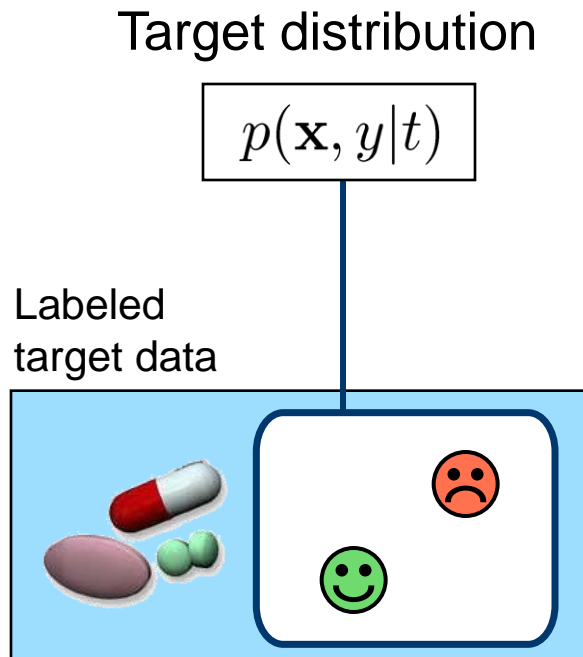 Target distribution
p(x, y|t)
Labeled
target data